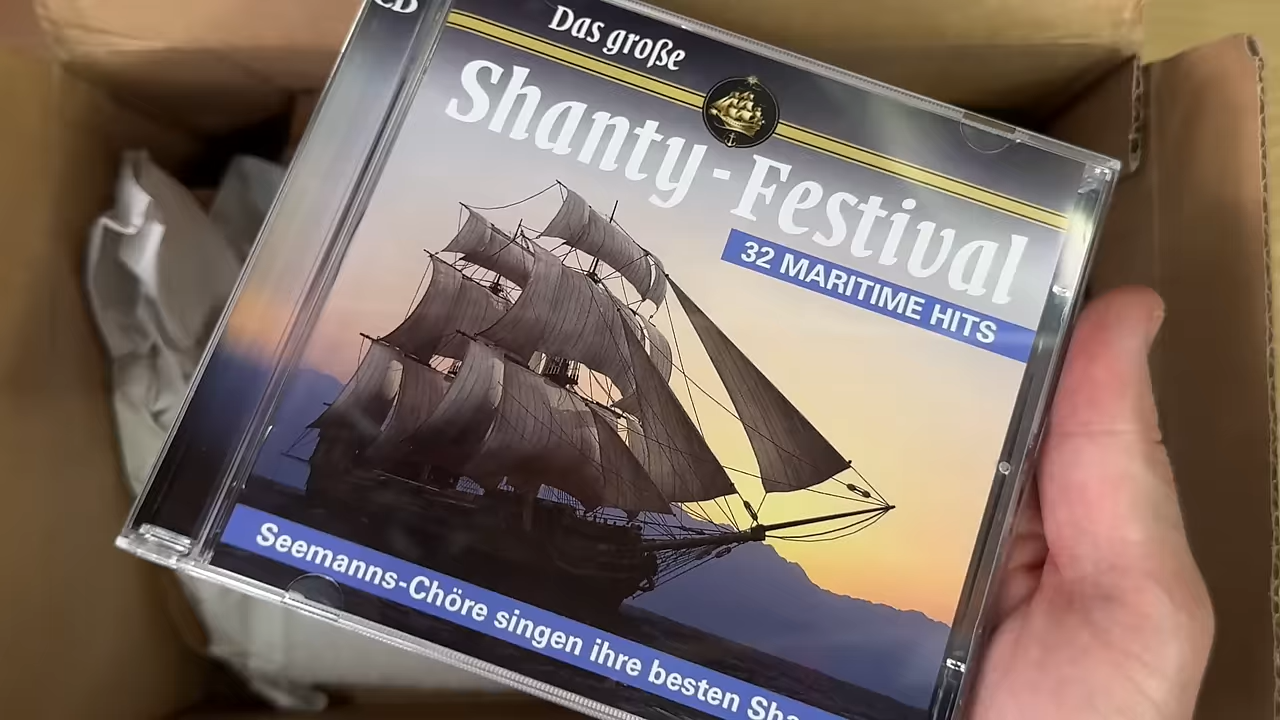 CD
Das große
Shanty-Festival
32 MARITIME HITS
Seemanns-Chöre singen ihre besten